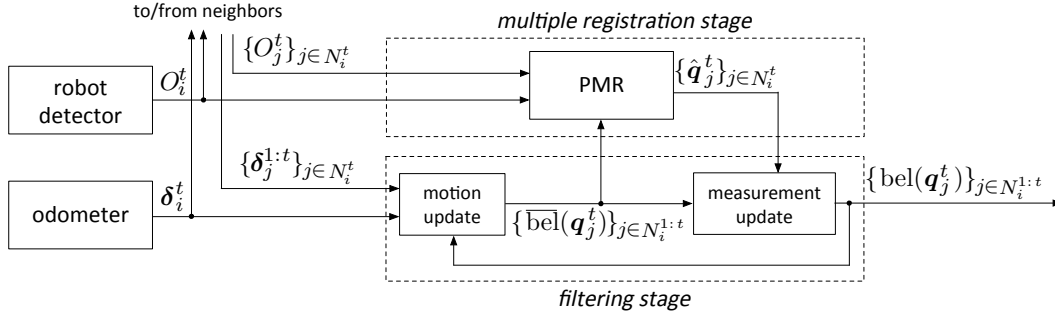 to/from neighbors
multiple registration stage
{O_j^t}_{j∈N_i^t}
robot
detector
O_i^t
PMR
{q̂_j^t}_{j∈N_i^t}
{δ_j^{1:t}}_{j∈N_i^t}
odometer
δ_i^t
motion
update
{\overline{bel}(q_j^t)}_{j∈N_i^{1:t}}
measurement
update
{bel(q_j^t)}_{j∈N_i^{1:t}}
filtering stage